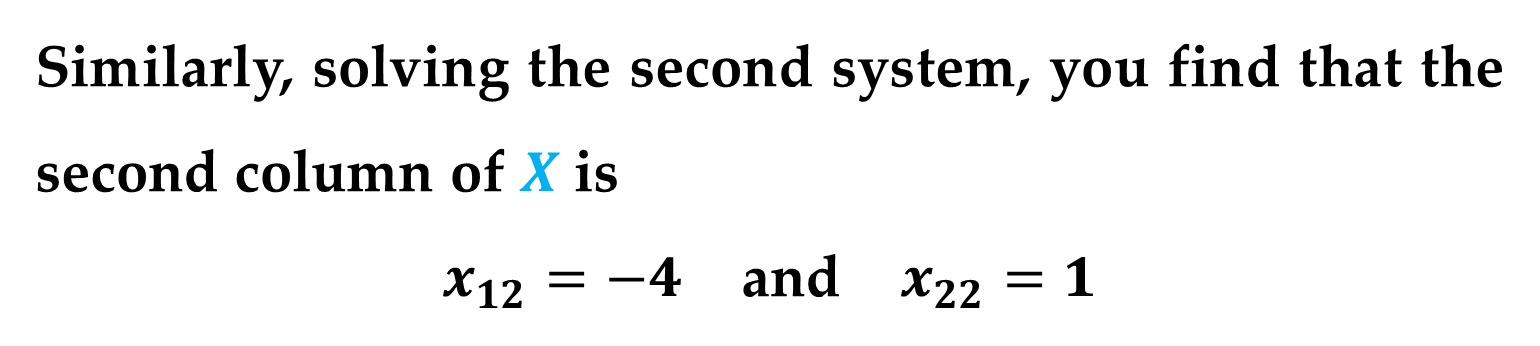 Similarly, solving the second system, you find that the
second column of X is
x₁₂ = −4 and x₂₂ = 1